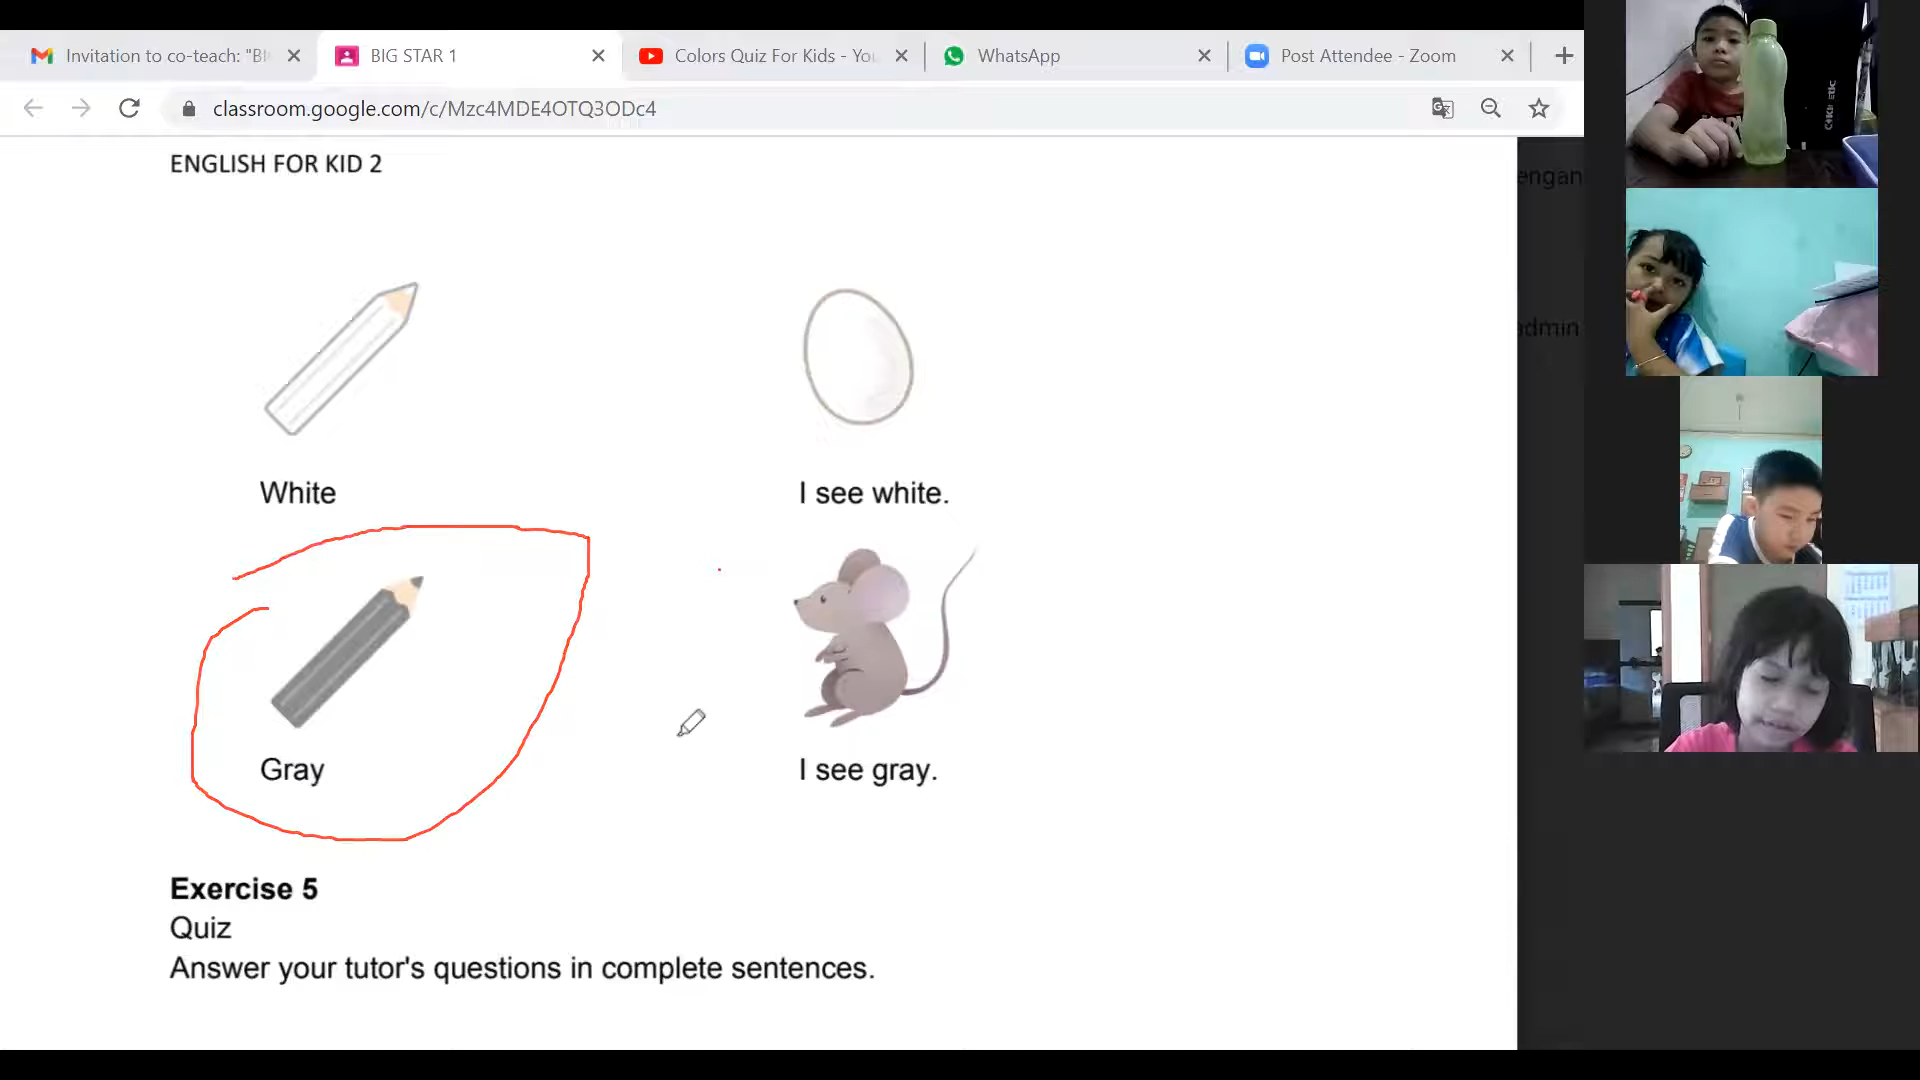 Invitation to co-teach: "Bl
BIG STAR 1
Colors Quiz For Kids - You
WhatsApp
Post Attendee - Zoom
classroom.google.com/c/Mzc4MDE4OTQ3ODc4
ENGLISH FOR KID 2
engan
admin
White
I see white.
Gray
I see gray.
Exercise 5
Quiz
Answer your tutor's questions in complete sentences.